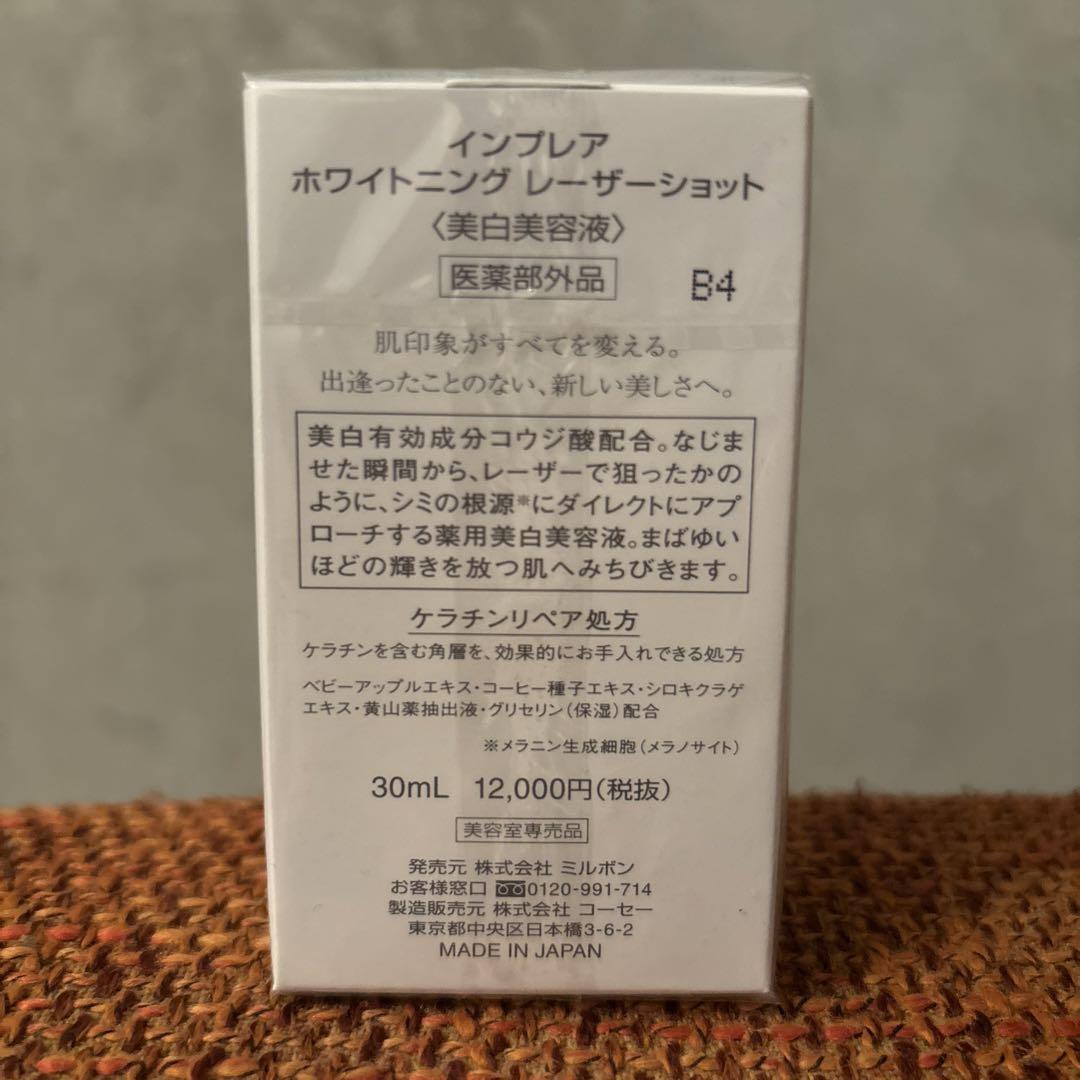 インプレア
ホワイトニング レーザーショット
〈美白美容液〉
医薬部外品
B4
肌印象がすべてを変える。
出逢ったことのない、新しい美しさへ。
美白有効成分コウジ酸配合。なじま
せた瞬間から、レーザーで狙ったかの
ように、シミの根源※にダイレクトにアプ
ローチする薬用美白美容液。まばゆい
ほどの輝きを放つ肌へみちびきます。
ケラチンリペア処方
ケラチンを含む角層を、効果的にお手入れできる処方
ベビーアップルエキス・コーヒー種子エキス・シロキクラゲ
エキス・黄山薬抽出液・グリセリン（保湿）配合
※メラニン生成細胞（メラノサイト）
30mL 12,000円（税抜）
美容室専売品
発売元 株式会社 ミルボン
お客様窓口 0120-991-714
製造販売元 株式会社 コーセー
東京都中央区日本橋3-6-2
MADE IN JAPAN